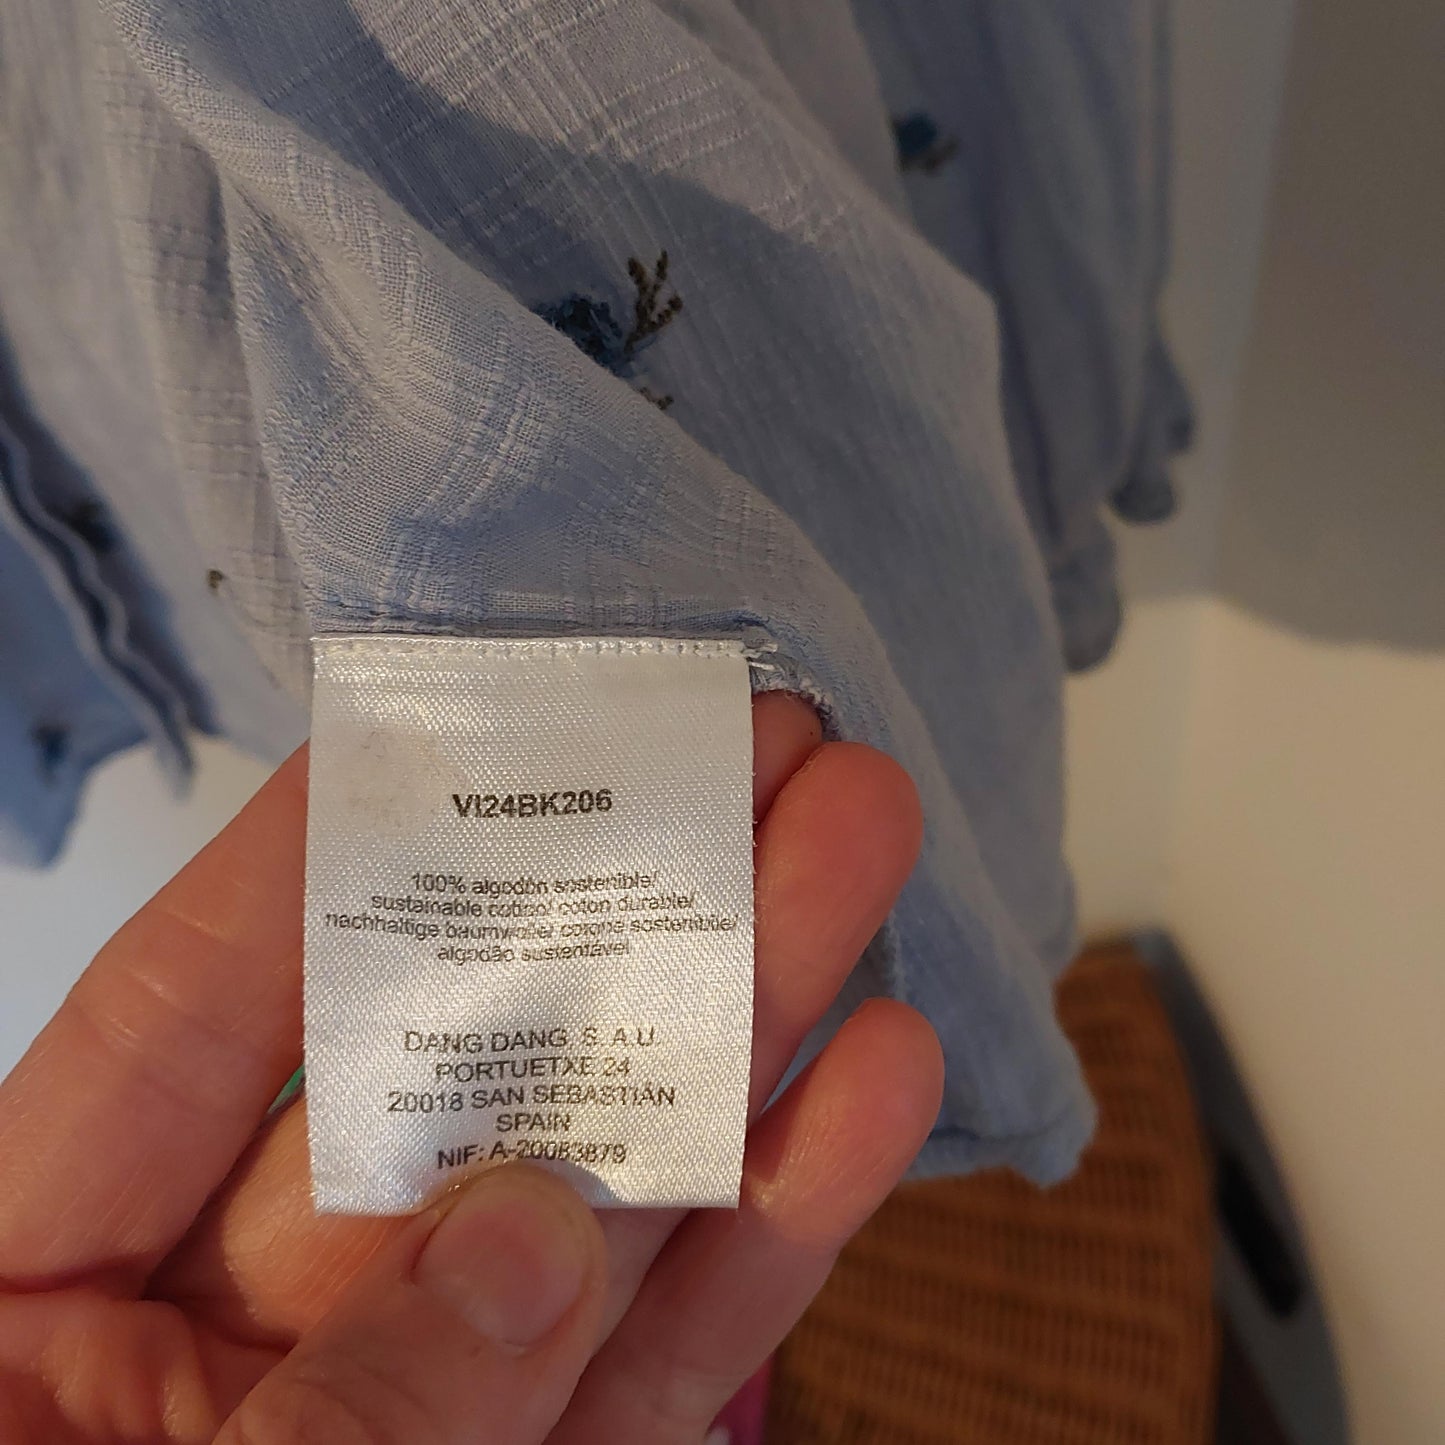 VI24BK206
100% algodón sostenible/
sustainable cotton/ coton durable/
nachhaltige baumwolle/ cotone sostenibile/
algodão sustentável
DANG DANG, S. A.U.
PORTUETXE 24
20018 SAN SEBASTIÁN
SPAIN
NIF: A-20083879